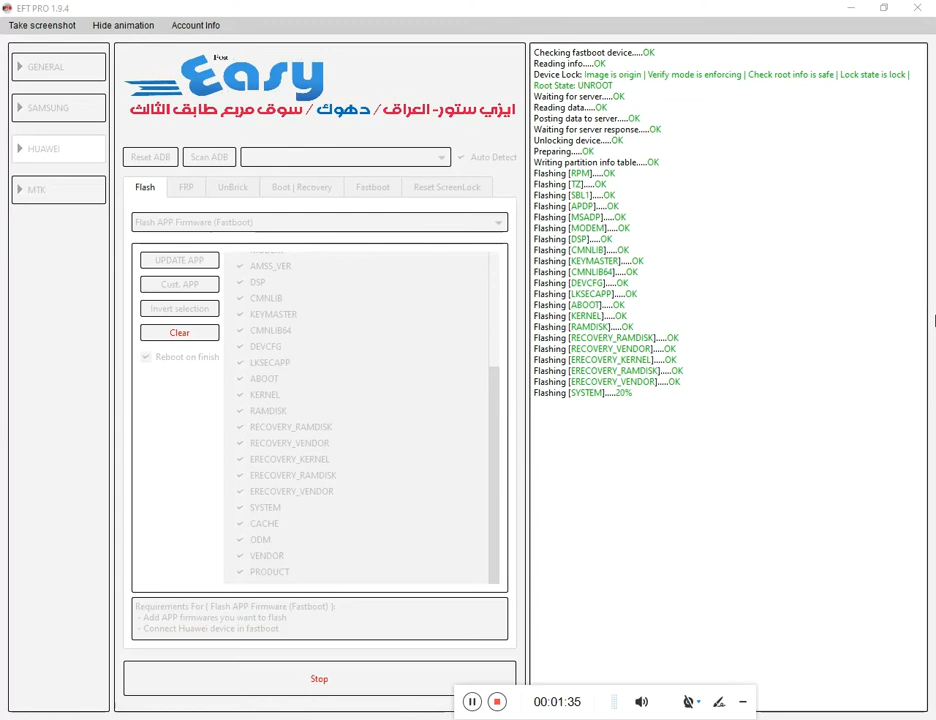 EFT PRO 1.9.4
Take screenshot Hide animation Account Info
GENERAL
SAMSUNG
HUAWEI
MTK
For
Easy
ايزي ستور- العراق / دهوك / سوق مربع طابق الثالث
Reset ADB Scan ADB Auto Detect
Flash FRP UnBrick Boot | Recovery Fastboot Reset ScreenLock
Flash APP Firmware (Fastboot)
UPDATE APP
Cust. APP
Invert selection
Clear
Reboot on finish
AMSS_VER
DSP
CMNLIB
KEYMASTER
CMNLIB64
DEVCFG
LKSECAPP
ABOOT
KERNEL
RAMDISK
RECOVERY_RAMDISK
RECOVERY_VENDOR
ERECOVERY_KERNEL
ERECOVERY_RAMDISK
ERECOVERY_VENDOR
SYSTEM
CACHE
ODM
VENDOR
PRODUCT
Requirements For [ Flash APP Firmware (Fastboot) ]:
- Add APP firmwares you want to flash
- Connect Huawei device in fastboot
Stop
Checking fastboot device.....OK
Reading info.....OK
Device Lock: Image is origin | Verify mode is enforcing | Check root info is safe | Lock state is lock |
Root State: UNROOT
Waiting for server.....OK
Reading data.....OK
Posting data to server.....OK
Waiting for server response.....OK
Unlocking device.....OK
Preparing.....OK
Writing partition info table.....OK
Flashing [RPM].....OK
Flashing [TZ].....OK
Flashing [SBL1].....OK
Flashing [APDP].....OK
Flashing [MSADP].....OK
Flashing [MODEM].....OK
Flashing [DSP].....OK
Flashing [CMNLIB].....OK
Flashing [KEYMASTER].....OK
Flashing [CMNLIB64].....OK
Flashing [DEVCFG].....OK
Flashing [LKSECAPP].....OK
Flashing [ABOOT].....OK
Flashing [KERNEL].....OK
Flashing [RAMDISK].....OK
Flashing [RECOVERY_RAMDISK].....OK
Flashing [RECOVERY_VENDOR].....OK
Flashing [ERECOVERY_KERNEL].....OK
Flashing [ERECOVERY_RAMDISK].....OK
Flashing [ERECOVERY_VENDOR].....OK
Flashing [SYSTEM].....20%
00:01:35